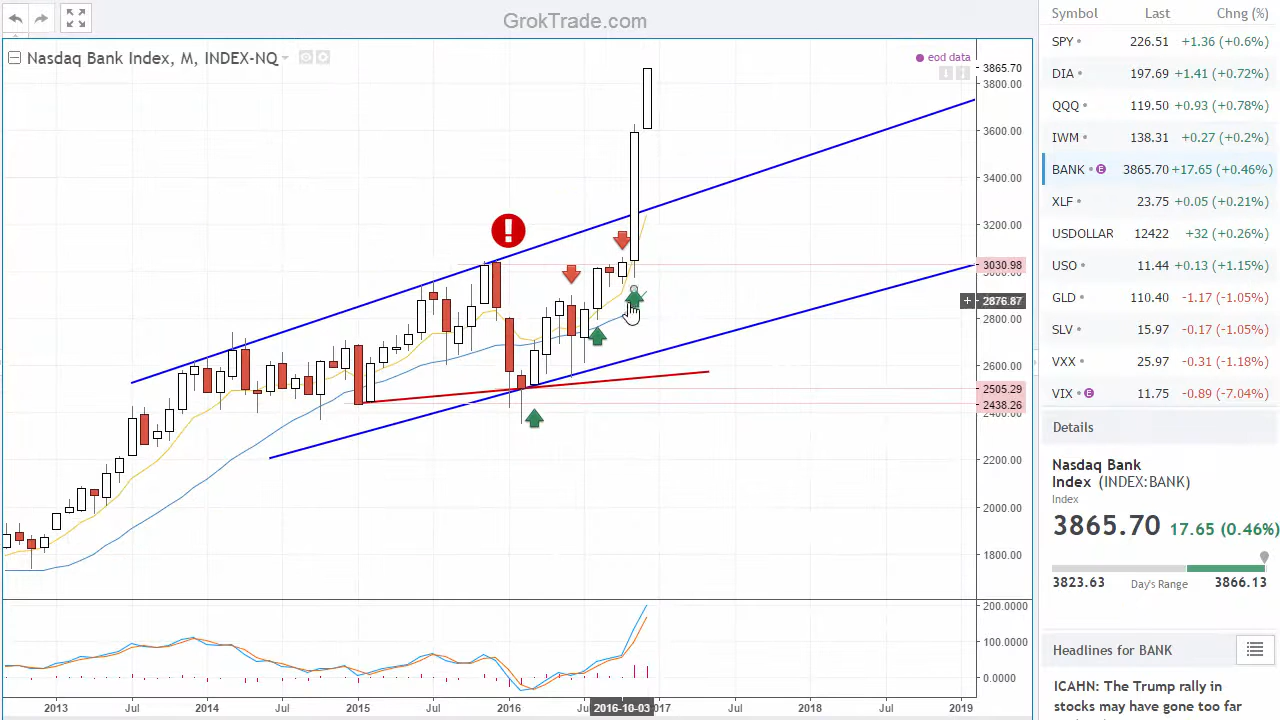 GrokTrade.com
Nasdaq Bank Index, M, INDEX-NQ
eod data
3865.70
3800.00
3600.00
3400.00
3200.00
3030.98
2876.87
2800.00
2600.00
2505.29
2438.26
2200.00
2000.00
1800.00
200.0000
100.0000
0.0000
2013 Jul 2014 Jul 2015 Jul 2016 2016-10-03 2018 Jul 2019
Symbol Last Chng (%)
SPY 226.51 +1.36 (+0.6%)
DIA 197.69 +1.41 (+0.72%)
QQQ 119.50 +0.93 (+0.78%)
IWM 138.31 +0.27 (+0.2%)
BANK E 3865.70 +17.65 (+0.46%)
XLF 23.75 +0.05 (+0.21%)
USDOLLAR 12422 +32 (+0.26%)
USO 11.44 +0.13 (+1.15%)
GLD 110.40 -1.17 (-1.05%)
SLV 15.97 -0.17 (-1.05%)
VXX 25.97 -0.31 (-1.18%)
VIX E 11.75 -0.89 (-7.04%)
Details
Nasdaq Bank
Index (INDEX:BANK)
Index
3865.70 17.65 (0.46%)
3823.63 Day's Range 3866.13
Headlines for BANK
ICAHN: The Trump rally in
stocks may have gone too far